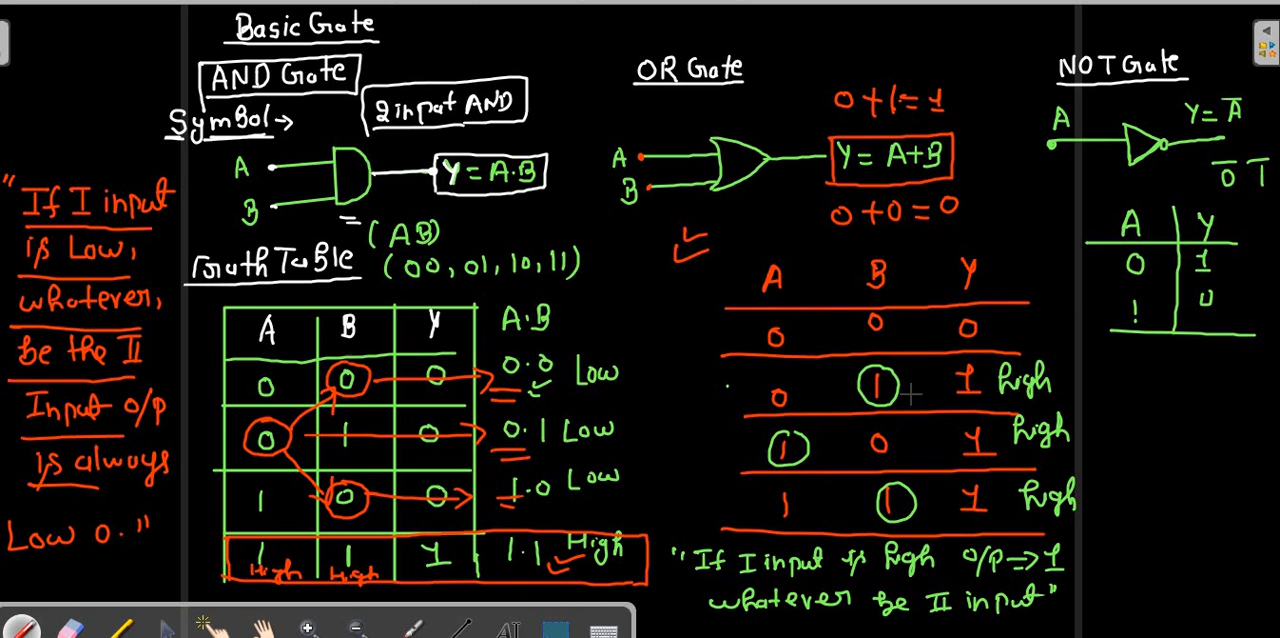 Basic Gate
AND Gate
2 input AND
Symbol →
A
B
Y = A·B
(AB)
(00, 01, 10, 11)
Truth Table
A B Y A·B
0 0 0 0·0 Low
0 1 0 0·1 Low
1 0 0 1·0 Low
1 1 Y 1·1 High
High High
"If I input
is Low,
whatever,
be the II
Input o/p
is always
Low 0."
OR Gate
0+1=1
A
B
Y = A+B
0+0=0
A B Y
0 0 0
0 1 1 high
1 0 1 high
1 1 1 high
"If I input is high o/p ⇒ 1
whatever be II input"
NOT Gate
A
Y = A̅
0̅ 1̅
A Y
0 1
1 0